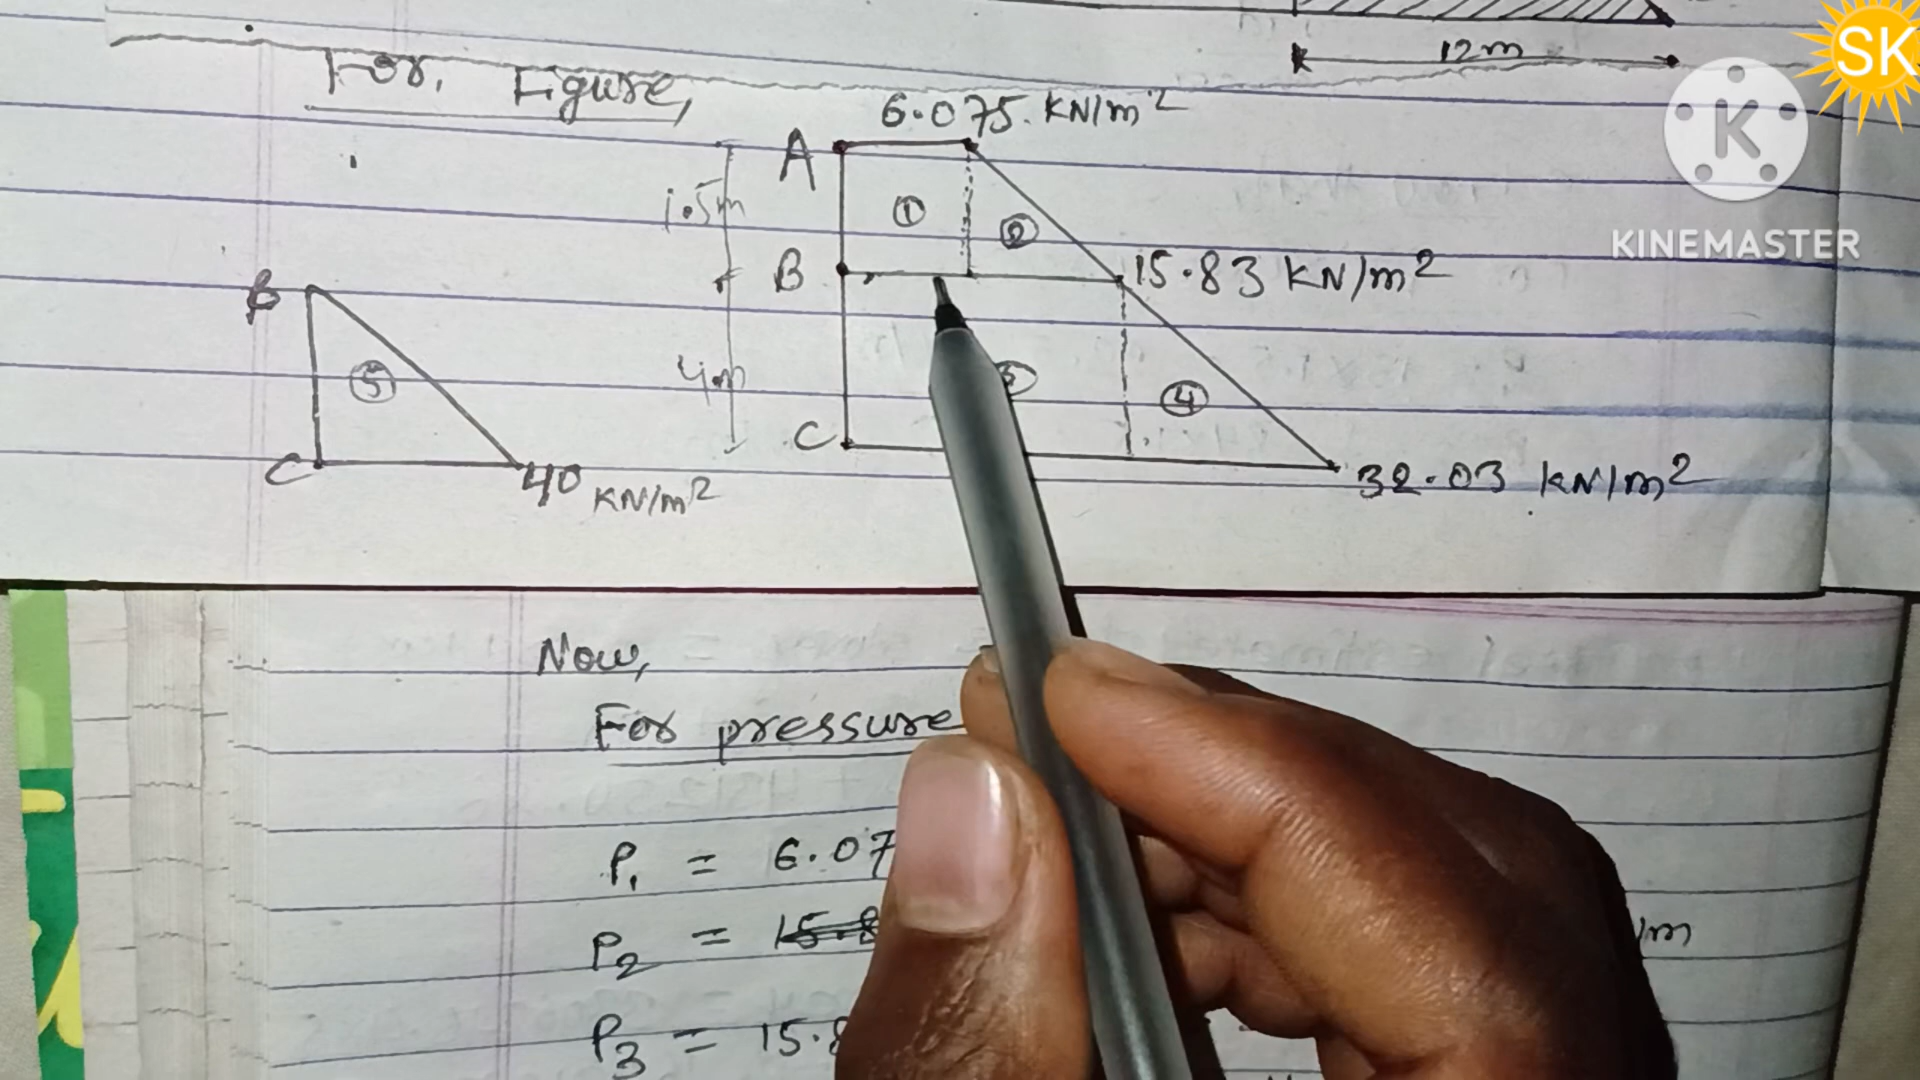 12m
SK
K
KINEMASTER
For, Figure,
6.075 KN/m²
A
1.5m
①
②
B
15.83 KN/m²
B
4m
⑤
④
C
C
40 KN/m²
32.03 KN/m²
Now,
For pressure
P₁ = 6.07
P₂ =
/m
P₃ = 15.8